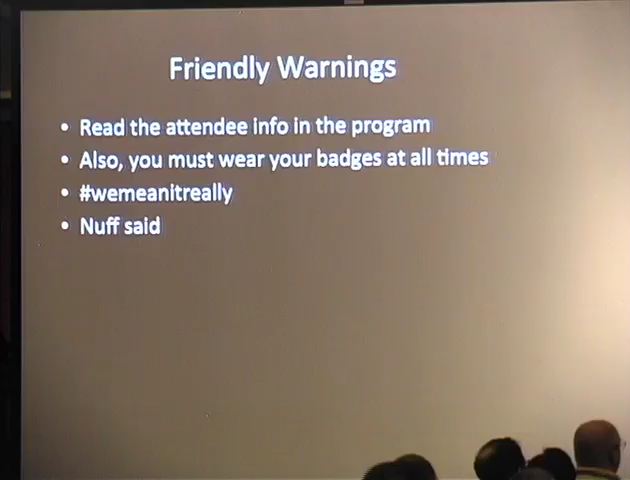 Friendly Warnings
• Read the attendee info in the program
• Also, you must wear your badges at all times
• #wemeanitreally
• Nuff said